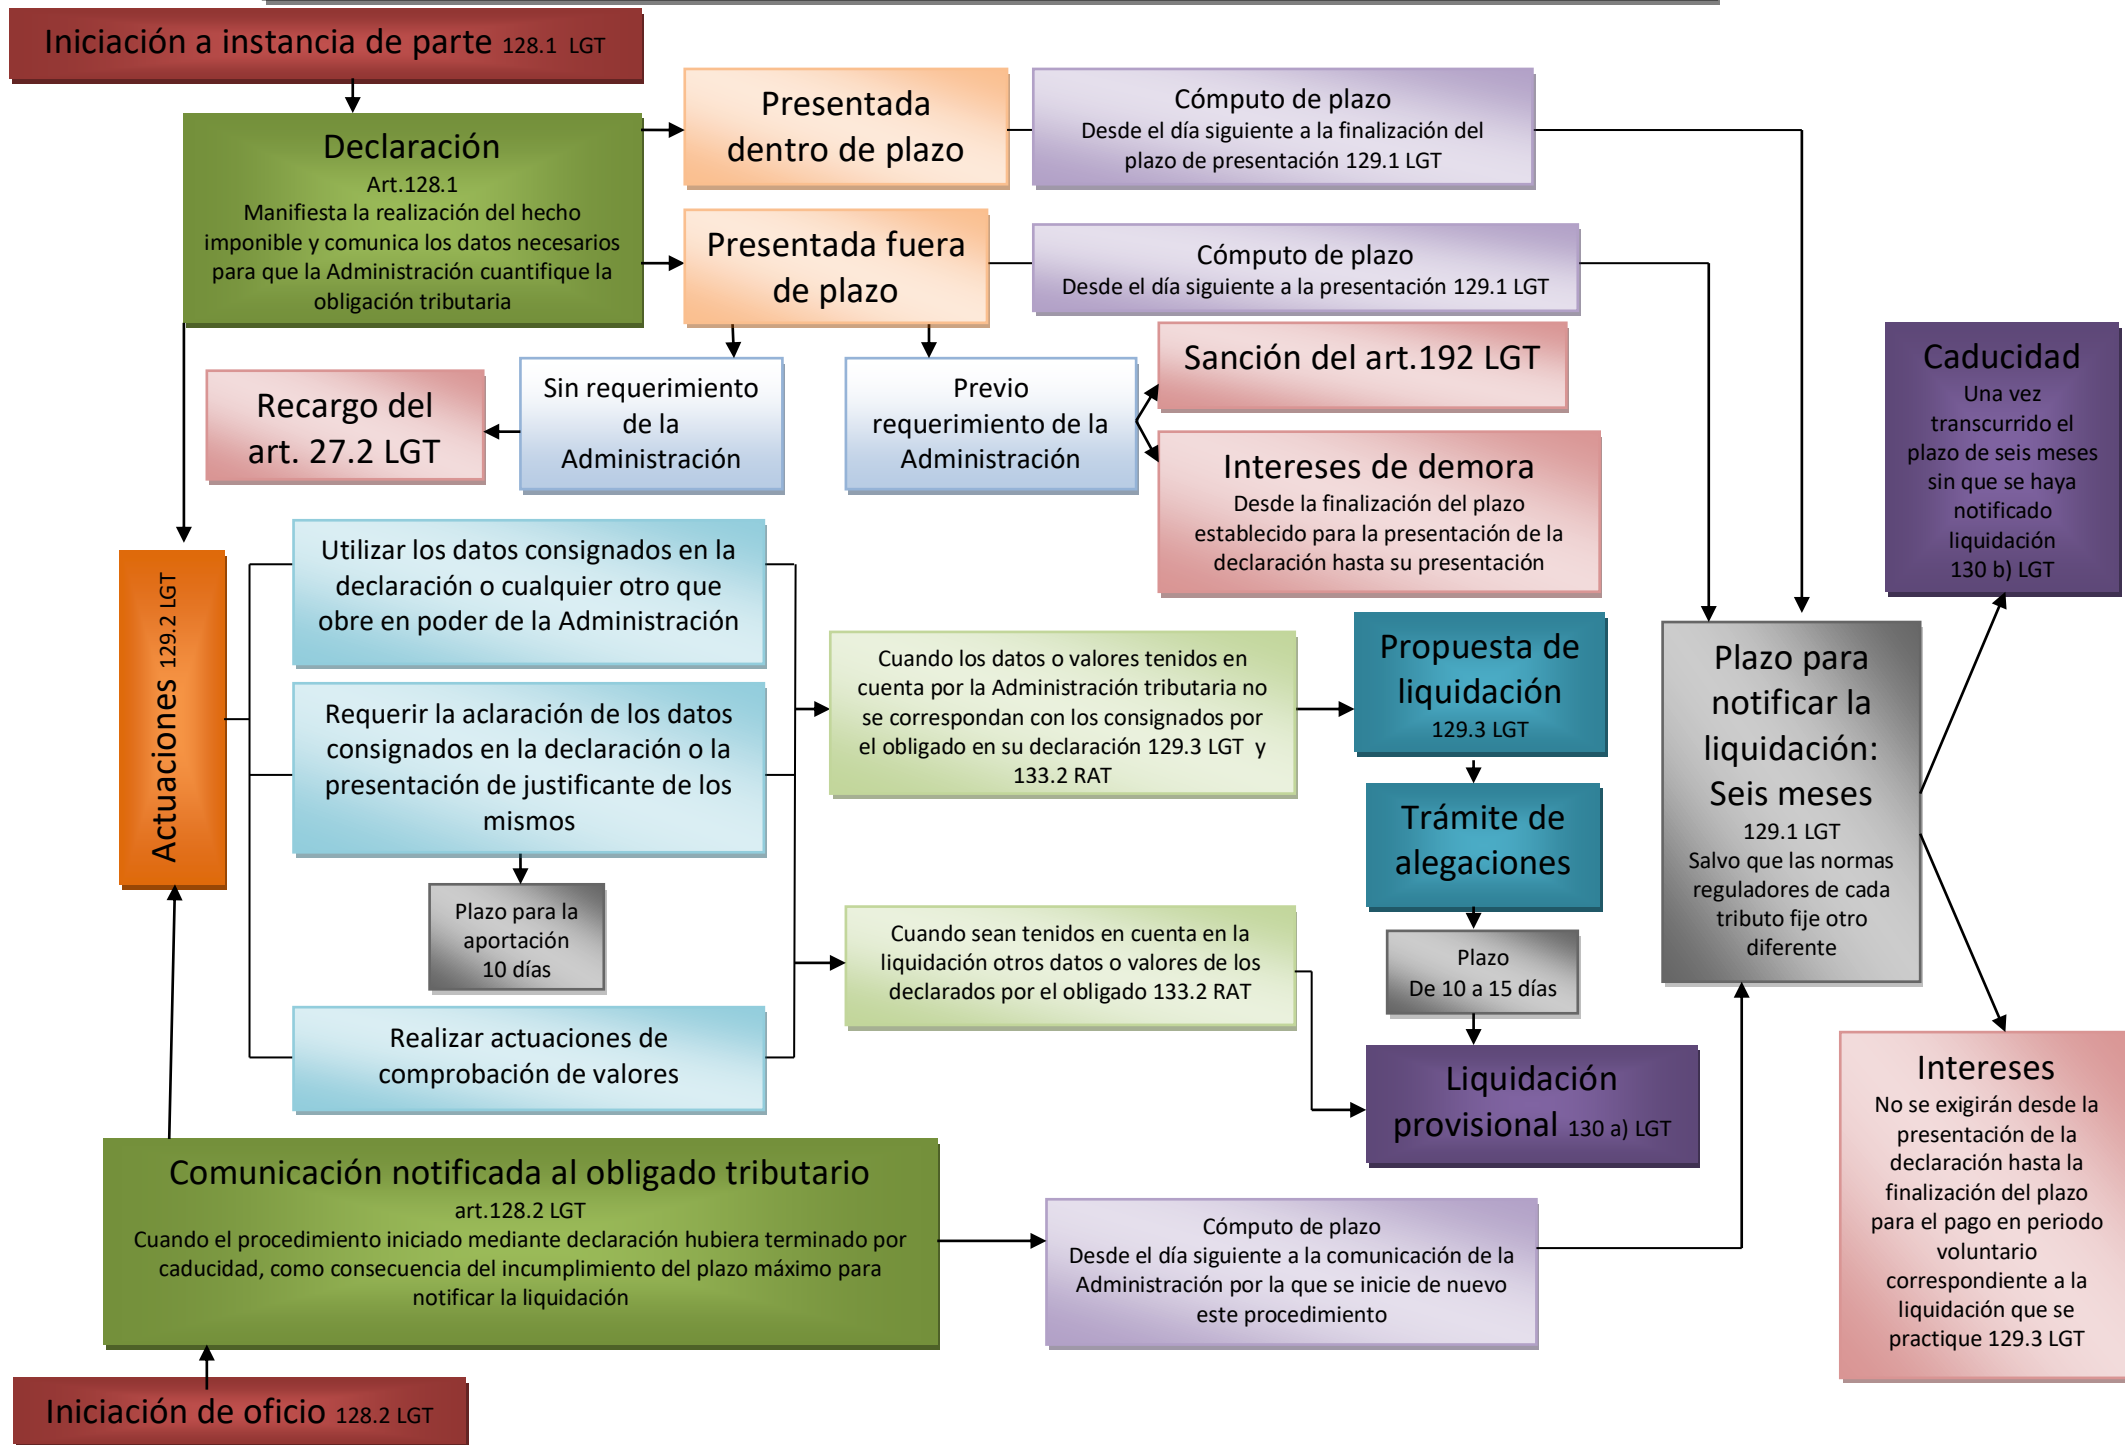 Iniciación a instancia de parte 128.1 LGT
Declaración
Art.128.1
Manifiesta la realización del hecho
imponible y comunica los datos necesarios
para que la Administración cuantifique la
obligación tributaria
Presentada
dentro de plazo
Cómputo de plazo
Desde el día siguiente a la finalización del
plazo de presentación 129.1 LGT
Presentada fuera
de plazo
Cómputo de plazo
Desde el día siguiente a la presentación 129.1 LGT
Recargo del
art. 27.2 LGT
Sin requerimiento
de la
Administración
Previo
requerimiento de la
Administración
Sanción del art.192 LGT
Intereses de demora
Desde la finalización del plazo
establecido para la presentación de la
declaración hasta su presentación
Caducidad
Una vez
transcurrido el
plazo de seis meses
sin que se haya
notificado
liquidación
130 b) LGT
Actuaciones 129.2 LGT
Utilizar los datos consignados en la
declaración o cualquier otro que
obre en poder de la Administración
Requerir la aclaración de los datos
consignados en la declaración o la
presentación de justificante de los
mismos
Plazo para la
aportación
10 días
Realizar actuaciones de
comprobación de valores
Cuando los datos o valores tenidos en
cuenta por la Administración tributaria no
se correspondan con los consignados por
el obligado en su declaración 129.3 LGT y
133.2 RAT
Cuando sean tenidos en cuenta en la
liquidación otros datos o valores de los
declarados por el obligado 133.2 RAT
Propuesta de
liquidación
129.3 LGT
Trámite de
alegaciones
Plazo
De 10 a 15 días
Liquidación
provisional 130 a) LGT
Plazo para
notificar la
liquidación:
Seis meses
129.1 LGT
Salvo que las normas
reguladores de cada
tributo fije otro
diferente
Intereses
No se exigirán desde la
presentación de la
declaración hasta la
finalización del plazo
para el pago en periodo
voluntario
correspondiente a la
liquidación que se
practique 129.3 LGT
Comunicación notificada al obligado tributario
art.128.2 LGT
Cuando el procedimiento iniciado mediante declaración hubiera terminado por
caducidad, como consecuencia del incumplimiento del plazo máximo para
notificar la liquidación
Cómputo de plazo
Desde el día siguiente a la comunicación de la
Administración por la que se inicie de nuevo
este procedimiento
Iniciación de oficio 128.2 LGT